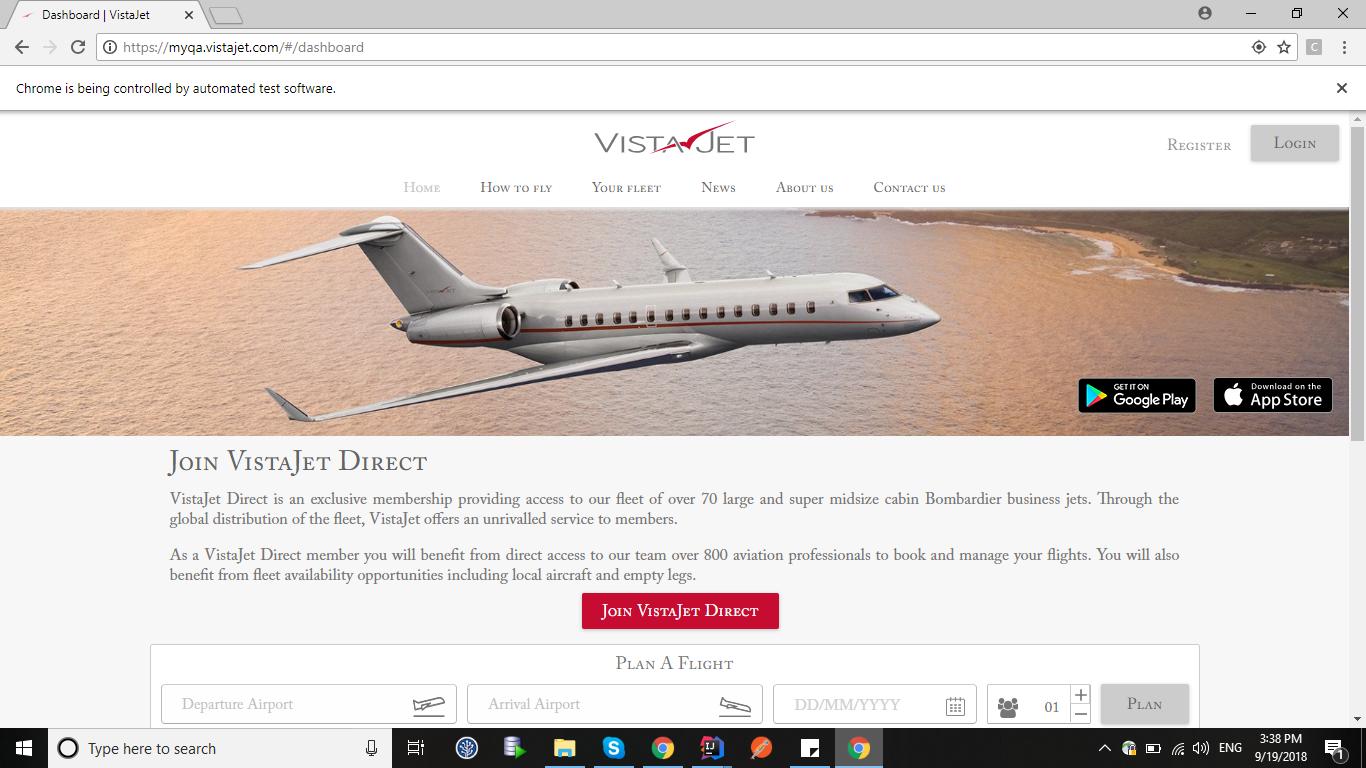 Dashboard | VistaJet
https://myqa.vistajet.com/#/dashboard
C
Chrome is being controlled by automated test software.
VISTAJET
REGISTER
LOGIN
HOME
HOW TO FLY
YOUR FLEET
NEWS
ABOUT US
CONTACT US
GET IT ON
Google Play
Download on the
App Store
JOIN VISTAJET DIRECT
VistaJet Direct is an exclusive membership providing access to our fleet of over 70 large and super midsize cabin Bombardier business jets. Through the
global distribution of the fleet, VistaJet offers an unrivalled service to members.
As a VistaJet Direct member you will benefit from direct access to our team over 800 aviation professionals to book and manage your flights. You will also
benefit from fleet availability opportunities including local aircraft and empty legs.
JOIN VISTAJET DIRECT
PLAN A FLIGHT
Departure Airport
Arrival Airport
DD/MM/YYYY
01
PLAN
Type here to search
IJ
ENG
3:38 PM
9/19/2018
1